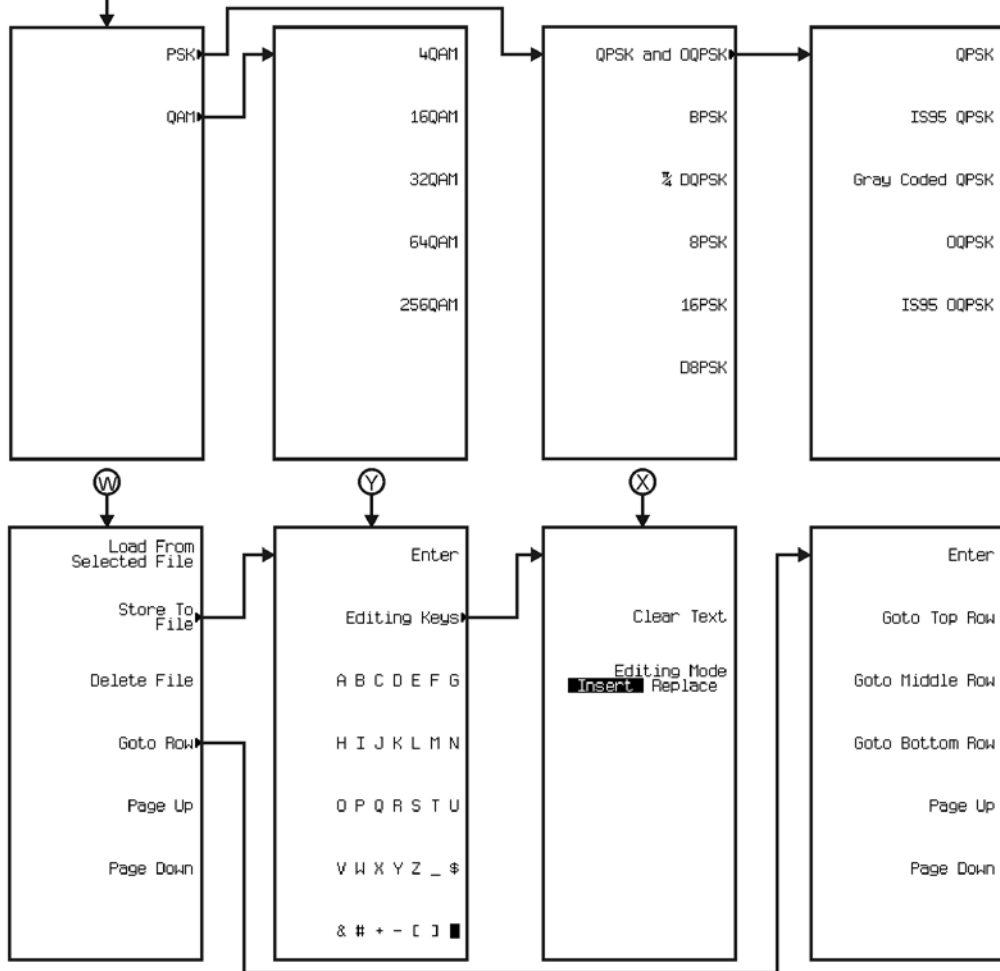 PSK
QAM
4QAM
16QAM
32QAM
64QAM
256QAM
QPSK and OQPSK
BPSK
π/4 DQPSK
8PSK
16PSK
D8PSK
QPSK
IS95 QPSK
Gray Coded QPSK
OQPSK
IS95 OQPSK
W
Load From
Selected File
Store To
File
Delete File
Goto Row
Page Up
Page Down
Y
Enter
Editing Keys
A B C D E F G
H I J K L M N
O P Q R S T U
V W X Y Z _ $
& # + - [ ] █
X
Clear Text
Editing Mode
Insert Replace
Enter
Goto Top Row
Goto Middle Row
Goto Bottom Row
Page Up
Page Down